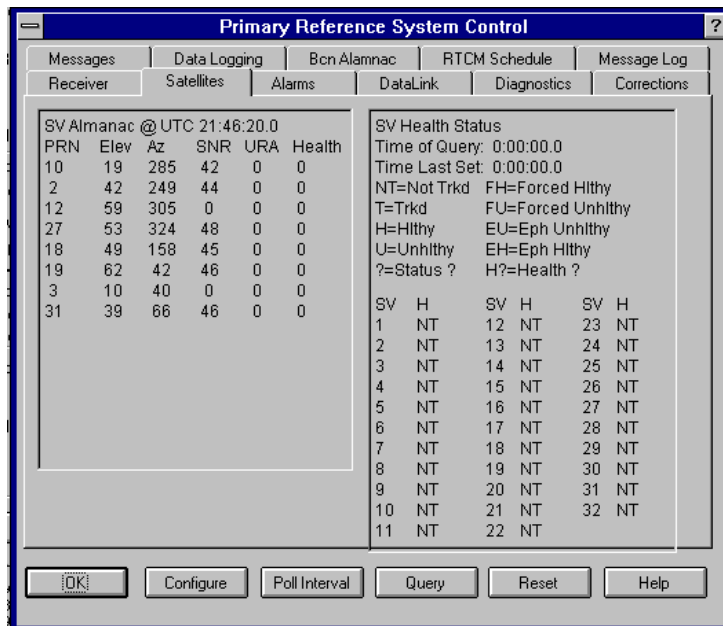 Primary Reference System Control ?
Messages Data Logging Bcn Alamnac RTCM Schedule Message Log
Receiver Satellites Alarms DataLink Diagnostics Corrections
SV Almanac @ UTC 21:46:20.0
PRN Elev Az SNR URA Health
10 19 285 42 0 0
2 42 249 44 0 0
12 59 305 0 0 0
27 53 324 48 0 0
18 49 158 45 0 0
19 62 42 46 0 0
3 10 40 0 0 0
31 39 66 46 0 0
SV Health Status
Time of Query: 0:00:00.0
Time Last Set: 0:00:00.0
NT=Not Trkd FH=Forced Hlthy
T=Trkd FU=Forced Unhlthy
H=Hlthy EU=Eph Unhlthy
U=Unhlthy EH=Eph Hlthy
?=Status ? H?=Health ?
SV H SV H SV H
1 NT 12 NT 23 NT
2 NT 13 NT 24 NT
3 NT 14 NT 25 NT
4 NT 15 NT 26 NT
5 NT 16 NT 27 NT
6 NT 17 NT 28 NT
7 NT 18 NT 29 NT
8 NT 19 NT 30 NT
9 NT 20 NT 31 NT
10 NT 21 NT 32 NT
11 NT 22 NT
OK Configure Poll Interval Query Reset Help